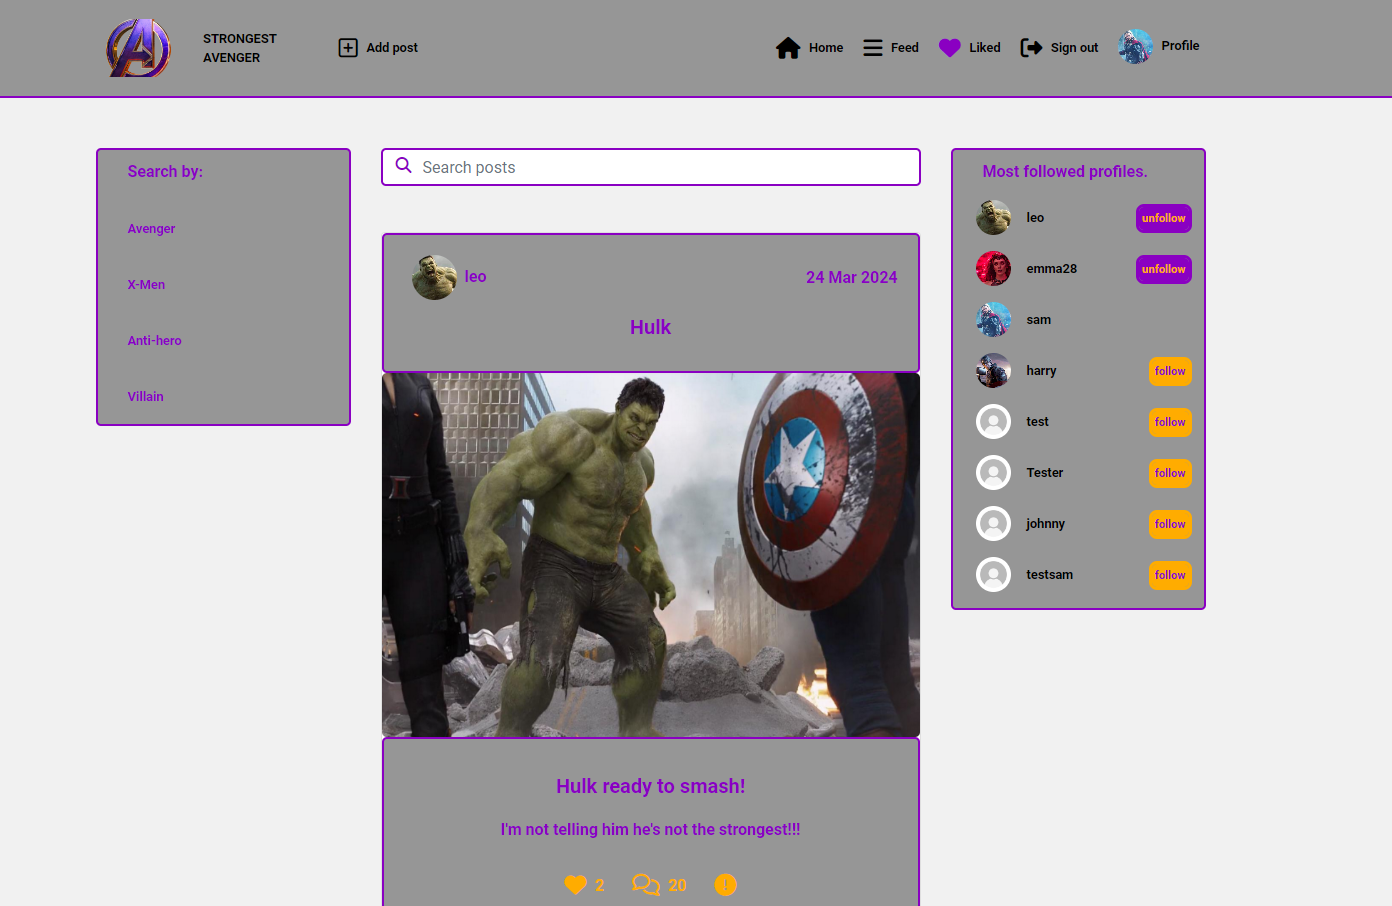 STRONGEST
AVENGER
Add post
Home
Feed
Liked
Sign out
Profile
Search by:
Avenger
X-Men
Anti-hero
Villain
Search posts
leo
24 Mar 2024
Hulk
Hulk ready to smash!
I'm not telling him he's not the strongest!!!
2
20
!
Most followed profiles.
leo
unfollow
emma28
unfollow
sam
harry
follow
test
follow
Tester
follow
johnny
follow
testsam
follow